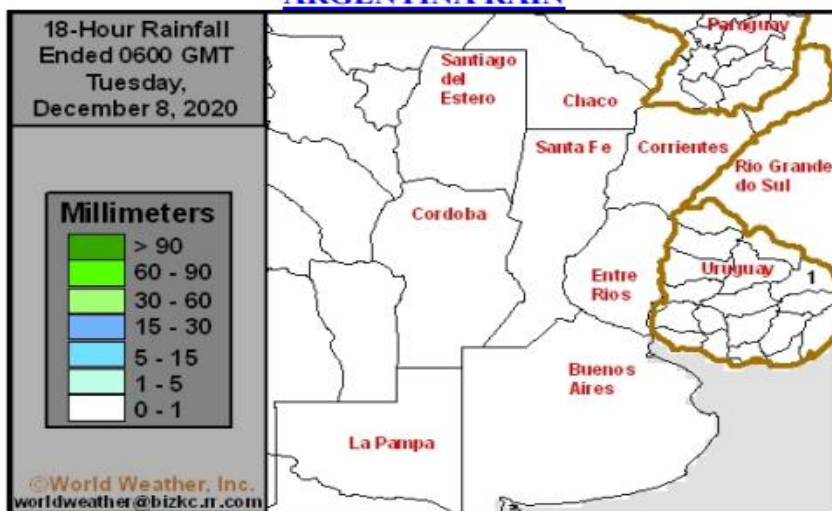 ARGENTINA RAIN
18-Hour Rainfall
Ended 0600 GMT
Tuesday,
December 8, 2020
Millimeters
> 90
60 - 90
30 - 60
15 - 30
5 - 15
1 - 5
0 - 1
©World Weather, Inc.
worldweather@bizkc.rr.com
Paraguay
Santiago
del
Estero
Chaco
Santa Fe
Corrientes
Rio Grande
do Sul
Cordoba
Entre
Rios
Uruguay
1
Buenos
Aires
La Pampa